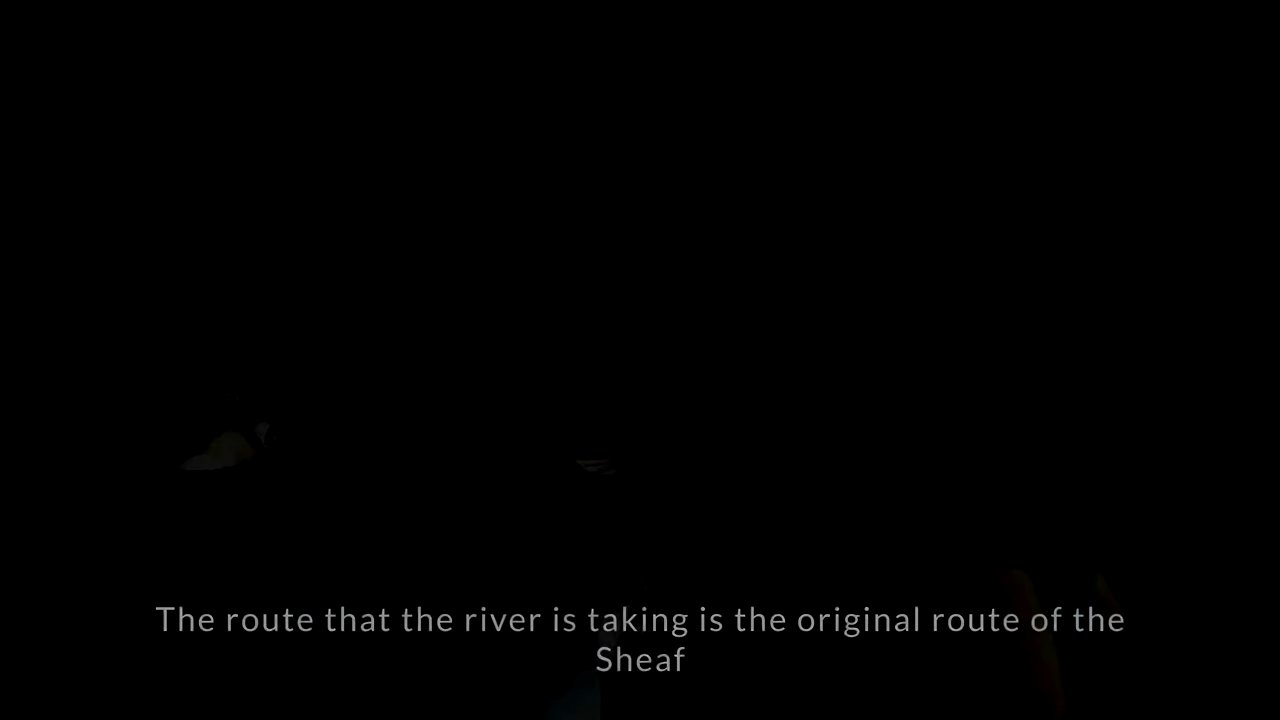 The route that the river is taking is the original route of the
Sheaf